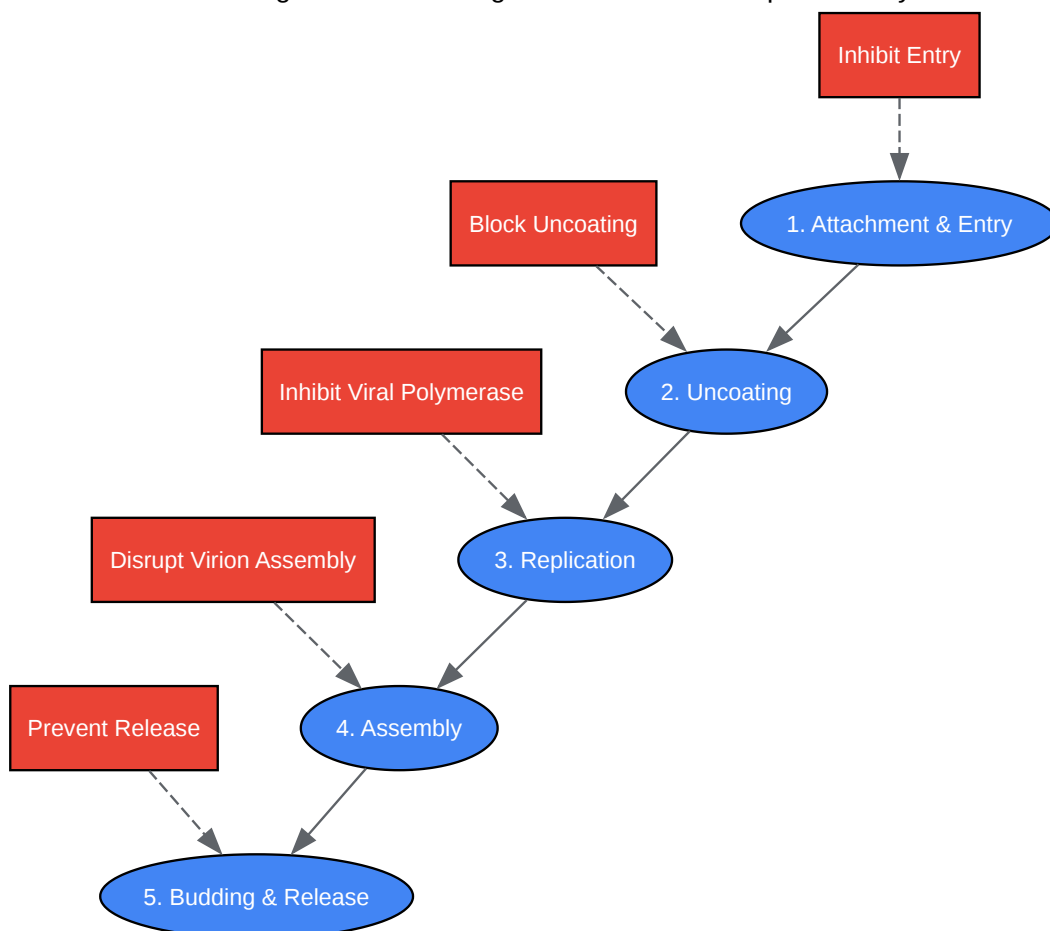 Inhibit Entry
Block Uncoating
1. Attachment & Entry
Inhibit Viral Polymerase
2. Uncoating
Disrupt Virion Assembly
3. Replication
Prevent Release
4. Assembly
5. Budding & Release